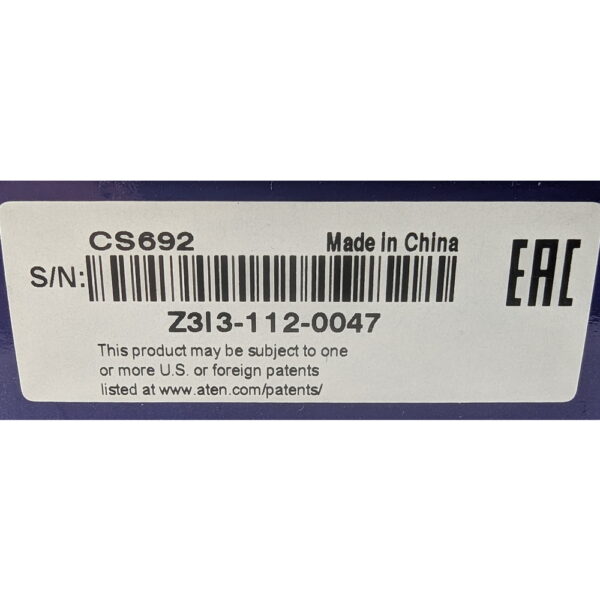 CS692 Made in China
S/N:
EAC
Z3I3-112-0047
This product may be subject to one
or more U.S. or foreign patents
listed at www.aten.com/patents/